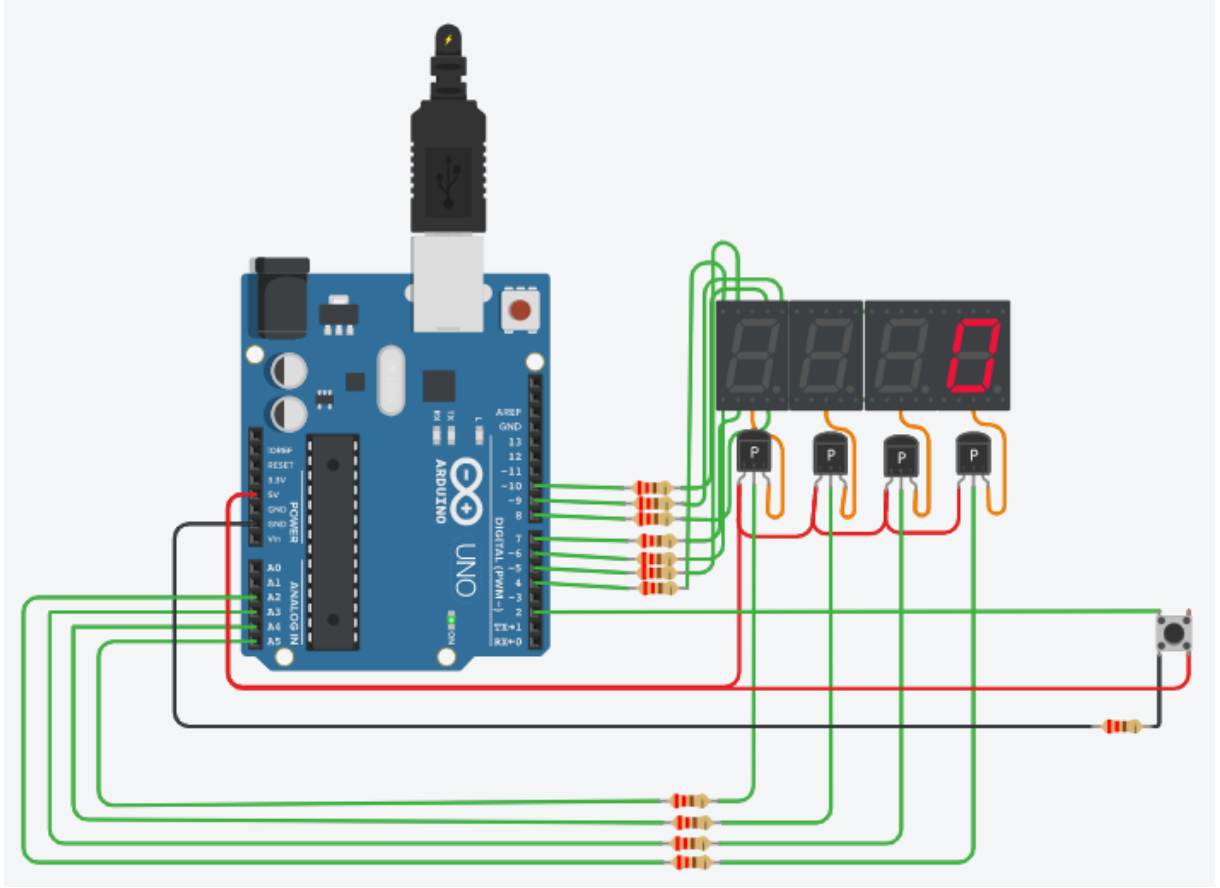 AREF
GND
13
12
~11
~10
~9
8
7
~6
~5
4
~3
2
TX→1
RX←0
DIGITAL (PWM~)
IOREF
RESET
3.3V
5V
GND
GND
Vin
POWER
A0
A1
A2
A3
A4
A5
ANALOG IN
RX
TX
L
ARDUINO
UNO
ON
0
P
P
P
P